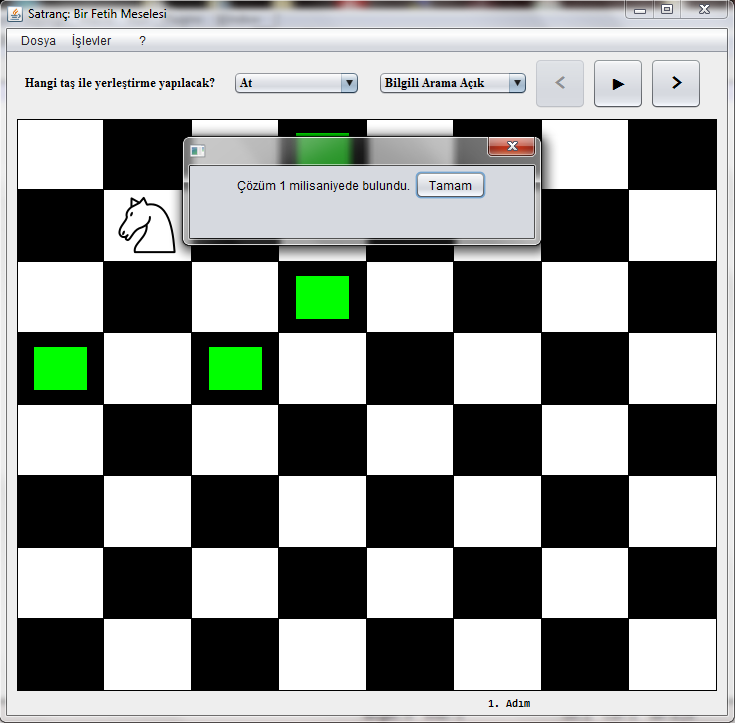 Satranç: Bir Fetih Meselesi
Dosya İşlevler ?
Hangi taş ile yerleştirme yapılacak? At Bilgili Arama Açık < ► >
Çözüm 1 milisaniyede bulundu. Tamam
1. Adım